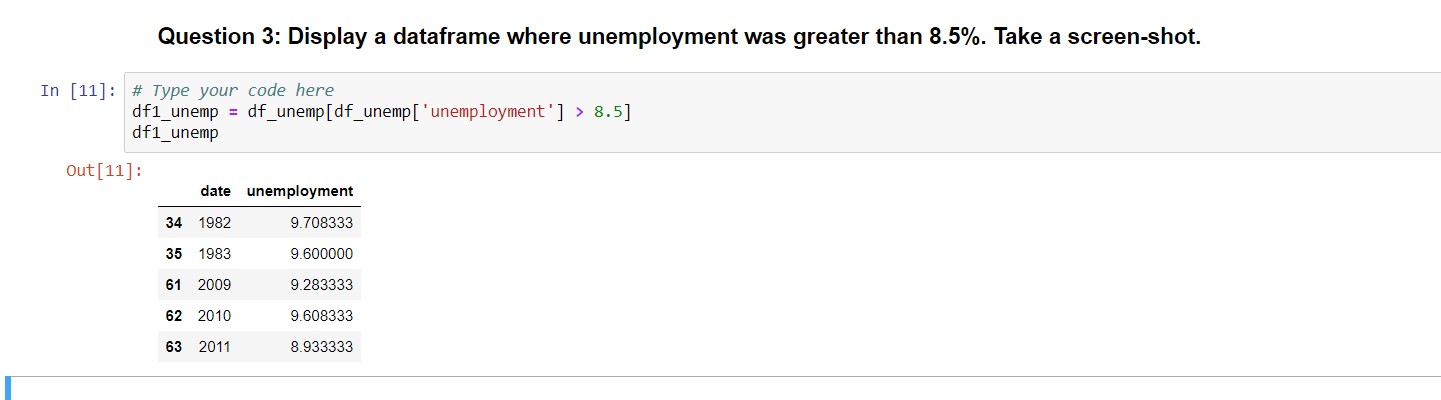 Question 3: Display a dataframe where unemployment was greater than 8.5%. Take a screen-shot.
In [11]: # Type your code here
df1_unemp = df_unemp[df_unemp['unemployment'] > 8.5]
df1_unemp
Out[11]:
date unemployment
34 1982 9.708333
35 1983 9.600000
61 2009 9.283333
62 2010 9.608333
63 2011 8.933333